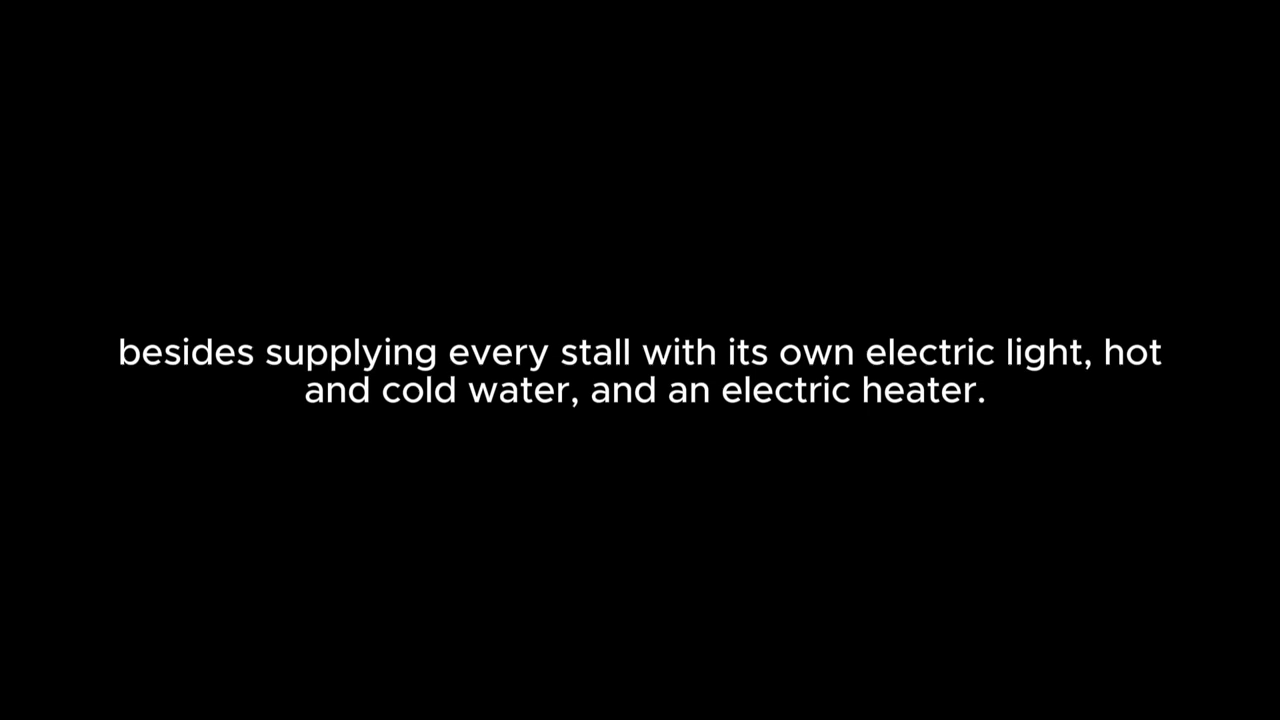 besides supplying every stall with its own electric light, hot
and cold water, and an electric heater.